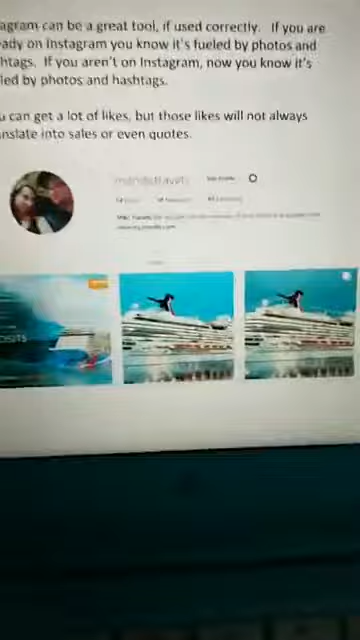 agram can be a great tool, if used correctly. If you are
ady on Instagram you know it's fueled by photos and
htags. If you aren't on Instagram, now you know it's
led by photos and hashtags.
u can get a lot of likes, but those likes will not always
nslate into sales or even quotes.